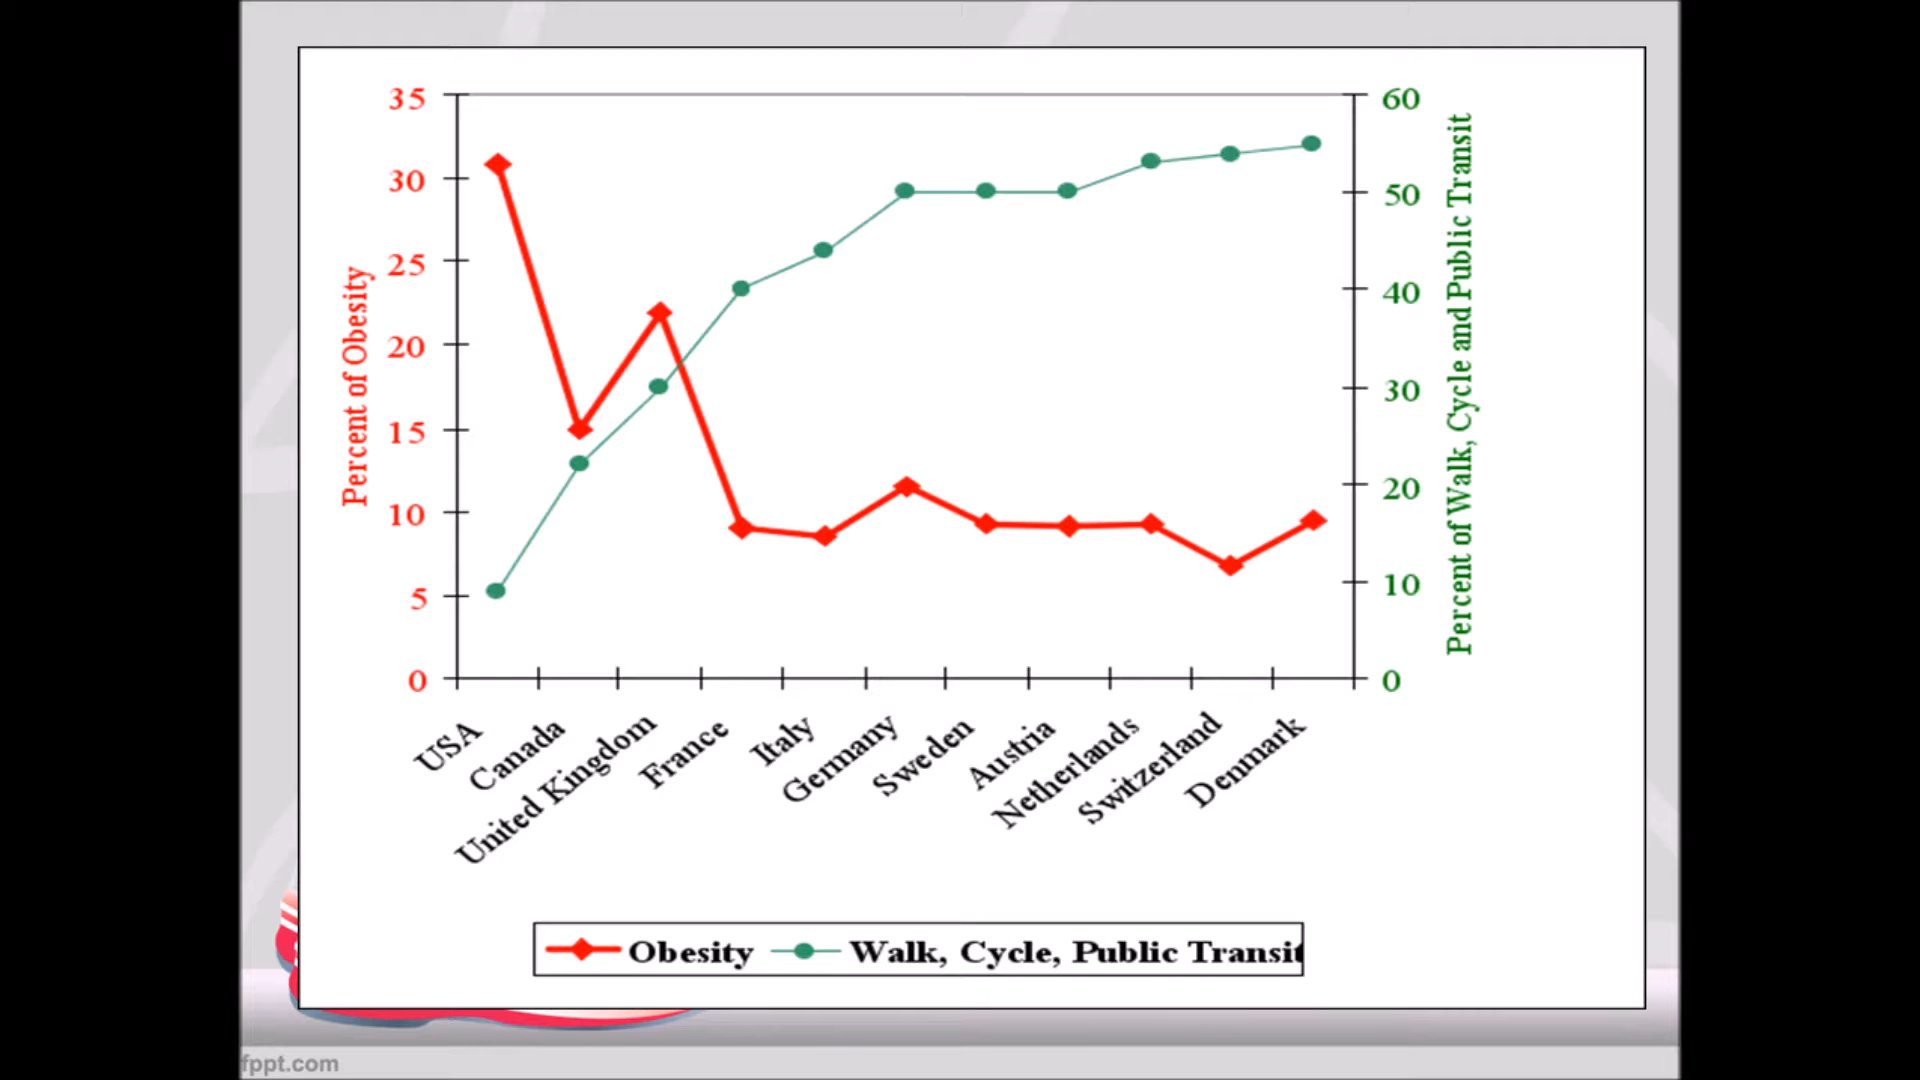 35
30
25
20
15
10
5
0
Percent of Obesity
60
50
40
30
20
10
0
Percent of Walk, Cycle and Public Transit
USA
Canada
United Kingdom
France
Italy
Germany
Sweden
Austria
Netherlands
Switzerland
Denmark
Obesity
Walk, Cycle, Public Transit
fppt.com